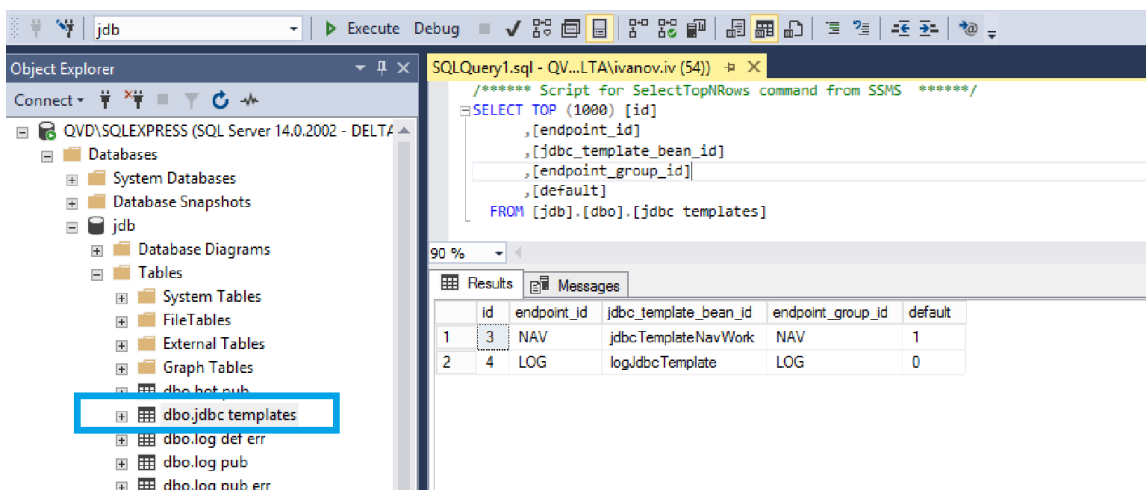 jdb Execute Debug
Object Explorer
Connect
QVD\SQLEXPRESS (SQL Server 14.0.2002 - DELTA
Databases
System Databases
Database Snapshots
jdb
Database Diagrams
Tables
System Tables
FileTables
External Tables
Graph Tables
dbo.bot pub
dbo.jdbc templates
dbo.log def err
dbo.log pub
dbo.log pub err
SQLQuery1.sql - QV...LTA\ivanov.iv (54))
/****** Script for SelectTopNRows command from SSMS ******/
SELECT TOP (1000) [id]
,[endpoint_id]
,[jdbc_template_bean_id]
,[endpoint_group_id]
,[default]
FROM [jdb].[dbo].[jdbc templates]
90 %
Results Messages
id endpoint_id jdbc_template_bean_id endpoint_group_id default
1 3 NAV jdbcTemplateNavWork NAV 1
2 4 LOG logJdbcTemplate LOG 0